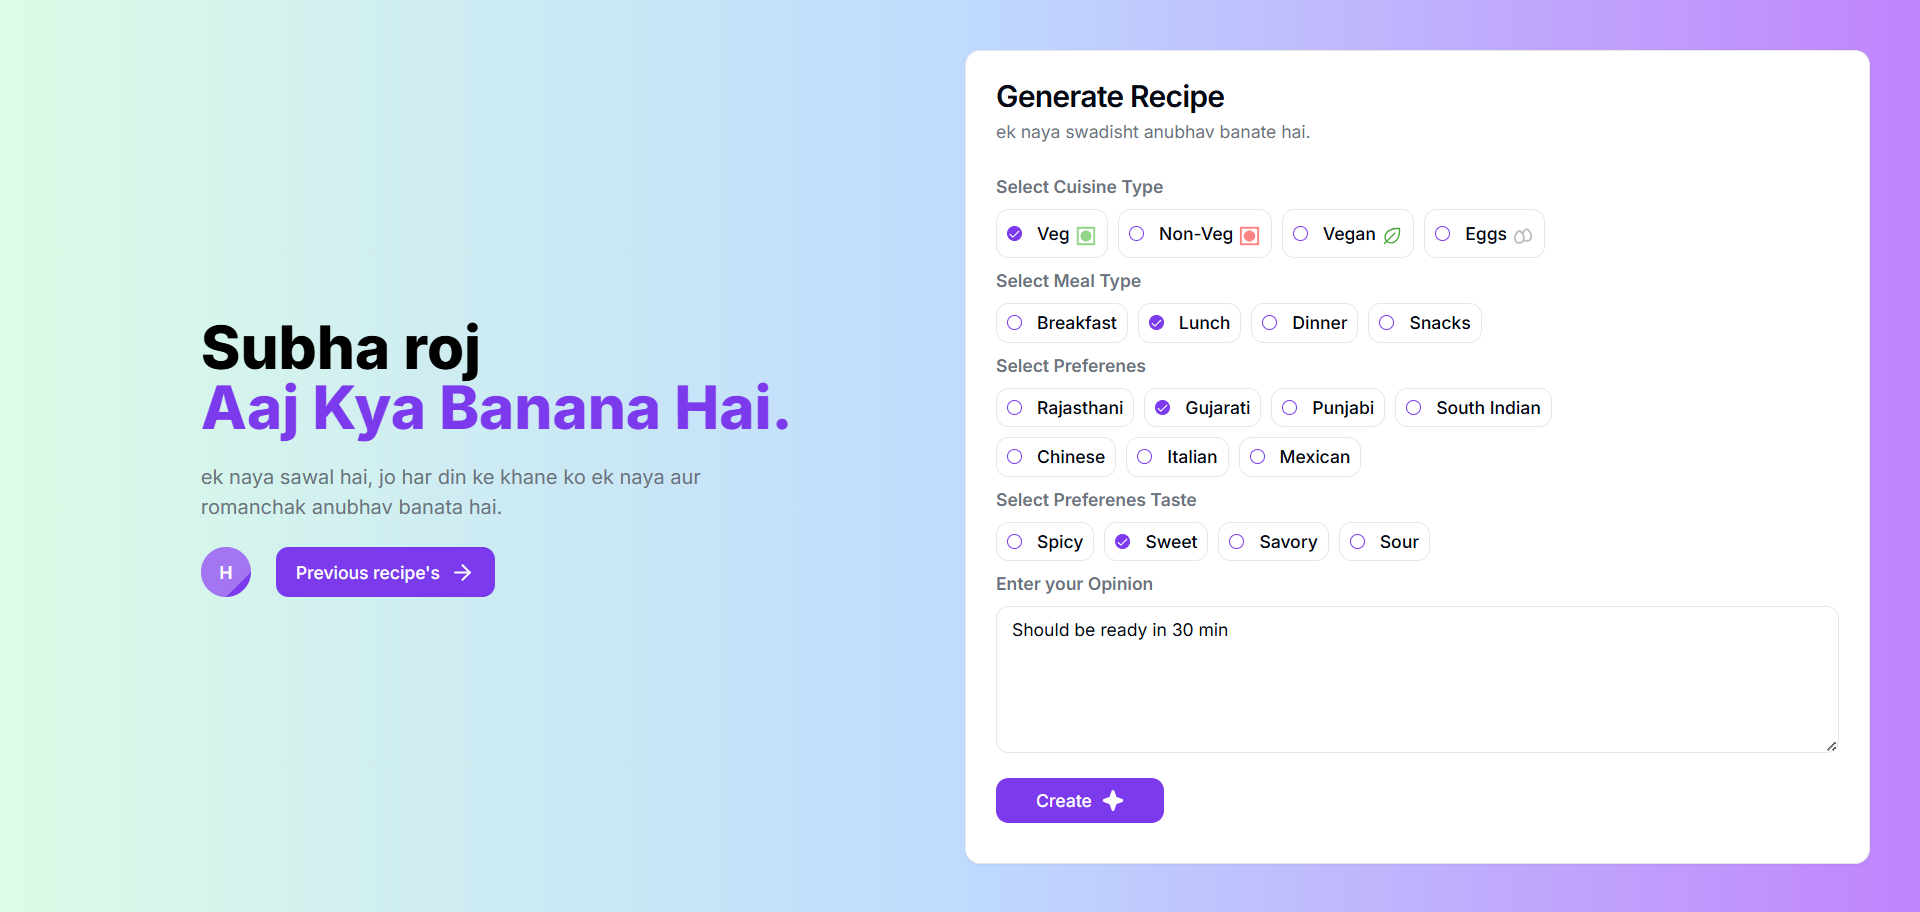 Subha roj
Aaj Kya Banana Hai.
ek naya sawal hai, jo har din ke khane ko ek naya aur
romanchak anubhav banata hai.
H
Previous recipe's
Generate Recipe
ek naya swadisht anubhav banate hai.
Select Cuisine Type
Veg Non-Veg Vegan Eggs
Select Meal Type
Breakfast Lunch Dinner Snacks
Select Preferenes
Rajasthani Gujarati Punjabi South Indian
Chinese Italian Mexican
Select Preferenes Taste
Spicy Sweet Savory Sour
Enter your Opinion
Should be ready in 30 min
Create